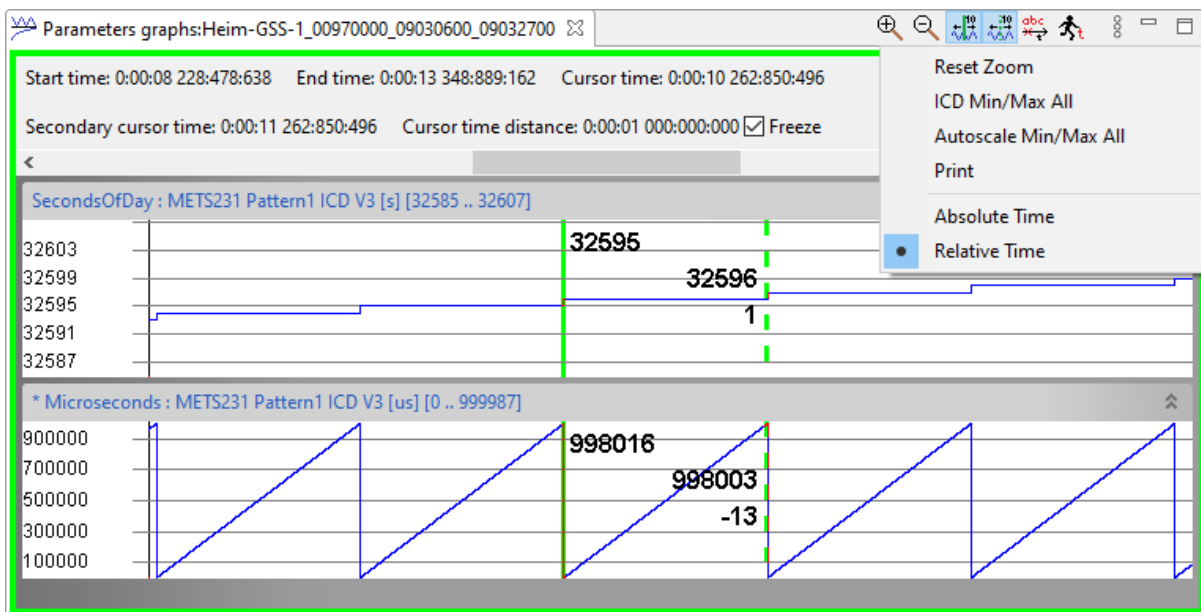 Parameters graphs:Heim-GSS-1_00970000_09030600_09032700
Start time: 0:00:08 228:478:638 End time: 0:00:13 348:889:162 Cursor time: 0:00:10 262:850:496
Secondary cursor time: 0:00:11 262:850:496 Cursor time distance: 0:00:01 000:000:000 Freeze
10 10 abc t
Reset Zoom
ICD Min/Max All
Autoscale Min/Max All
Print
Absolute Time
Relative Time
SecondsOfDay : METS231 Pattern1 ICD V3 [s] [32585 .. 32607]
32603
32599
32595
32591
32587
32595
32596
1
* Microseconds : METS231 Pattern1 ICD V3 [us] [0 .. 999987]
900000
700000
500000
300000
100000
998016
998003
-13